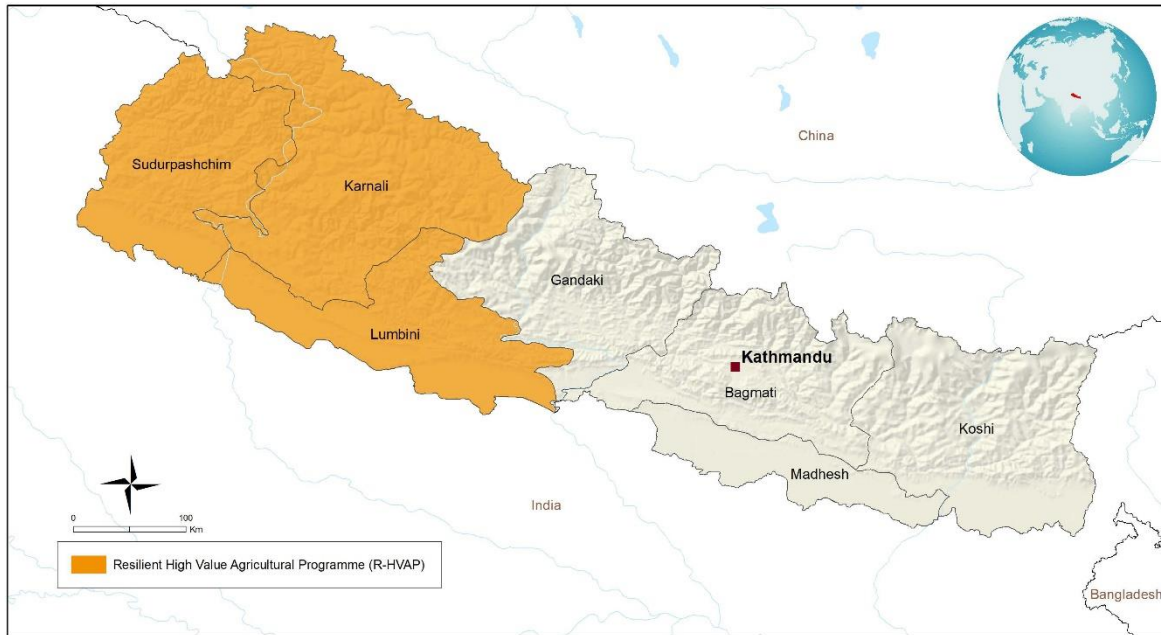 China
Sudurpashchim
Karnali
Gandaki
Lumbini
Kathmandu
Bagmati
Koshi
Madhesh
India
0 100
Km
Resilient High Value Agricultural Programme (R-HVAP)
Bangladesh